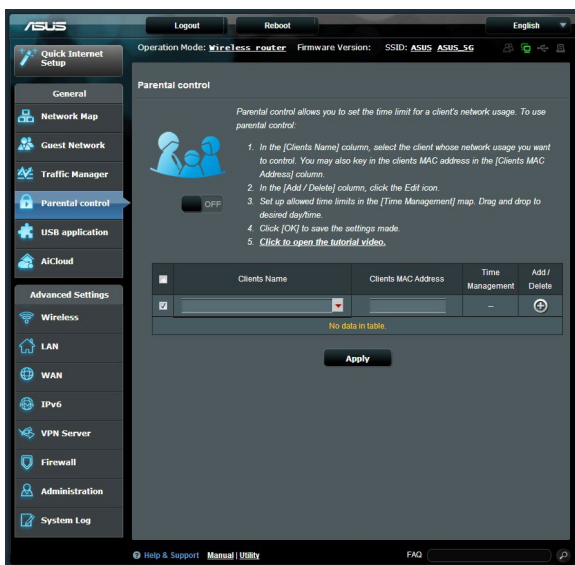 ASUS
Logout
Reboot
English
Quick Internet
Setup
Operation Mode: Wireless router Firmware Version: SSID: ASUS ASUS_5G
General
Network Map
Guest Network
Traffic Manager
Parental control
USB application
AiCloud
Advanced Settings
Wireless
LAN
WAN
IPv6
VPN Server
Firewall
Administration
System Log
Parental control
Parental control allows you to set the time limit for a client's network usage. To use
parental control:
1. In the [Clients Name] column, select the client whose network usage you want
to control. You may also key in the clients MAC address in the [Clients MAC
Address] column.
2. In the [Add / Delete] column, click the Edit icon.
3. Set up allowed time limits in the [Time Management] map. Drag and drop to
desired day/time.
4. Click [OK] to save the settings made.
5. Click to open the tutorial video.
OFF
Clients Name
Clients MAC Address
Time
Management
Add /
Delete
--
No data in table.
Apply
Help & Support Manual | Utility
FAQ